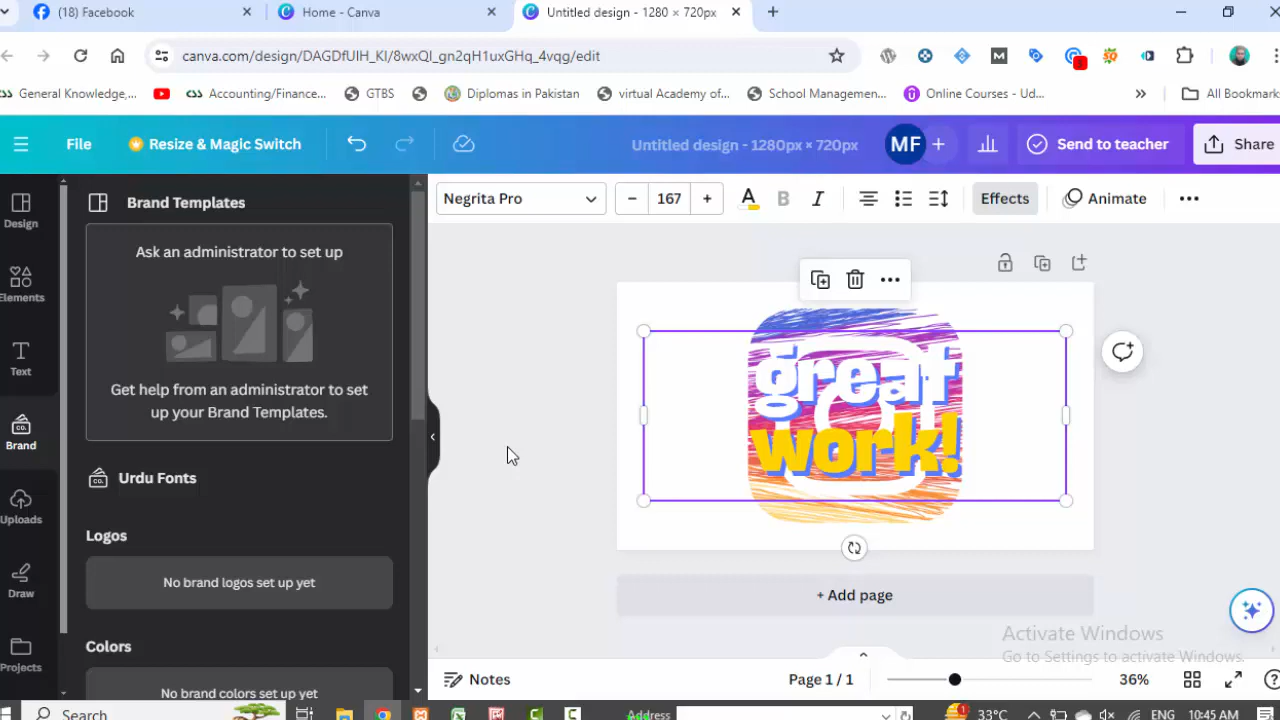 (18) Facebook
Home - Canva
Untitled design - 1280 × 720px
canva.com/design/DAGDfUIH_KI/8wxQI_gn2qH1uxGHq_4vqg/edit
General Knowledge,...
Accounting/Finance...
GTBS
Diplomas in Pakistan
virtual Academy of...
School Managemen...
Online Courses - Ud...
All Bookmarks
File
Resize & Magic Switch
Untitled design - 1280px × 720px
MF
Send to teacher
Share
Design
Elements
Text
Brand
Uploads
Draw
Projects
Brand Templates
Ask an administrator to set up
Get help from an administrator to set
up your Brand Templates.
Urdu Fonts
Logos
No brand logos set up yet
Colors
No brand colors set up yet
Negrita Pro
167
A
B
I
Effects
Animate
great
work!
+ Add page
Activate Windows
Go to Settings to activate Windows.
Notes
Page 1 / 1
36%
Search
Address
33°C
ENG
10:45 AM